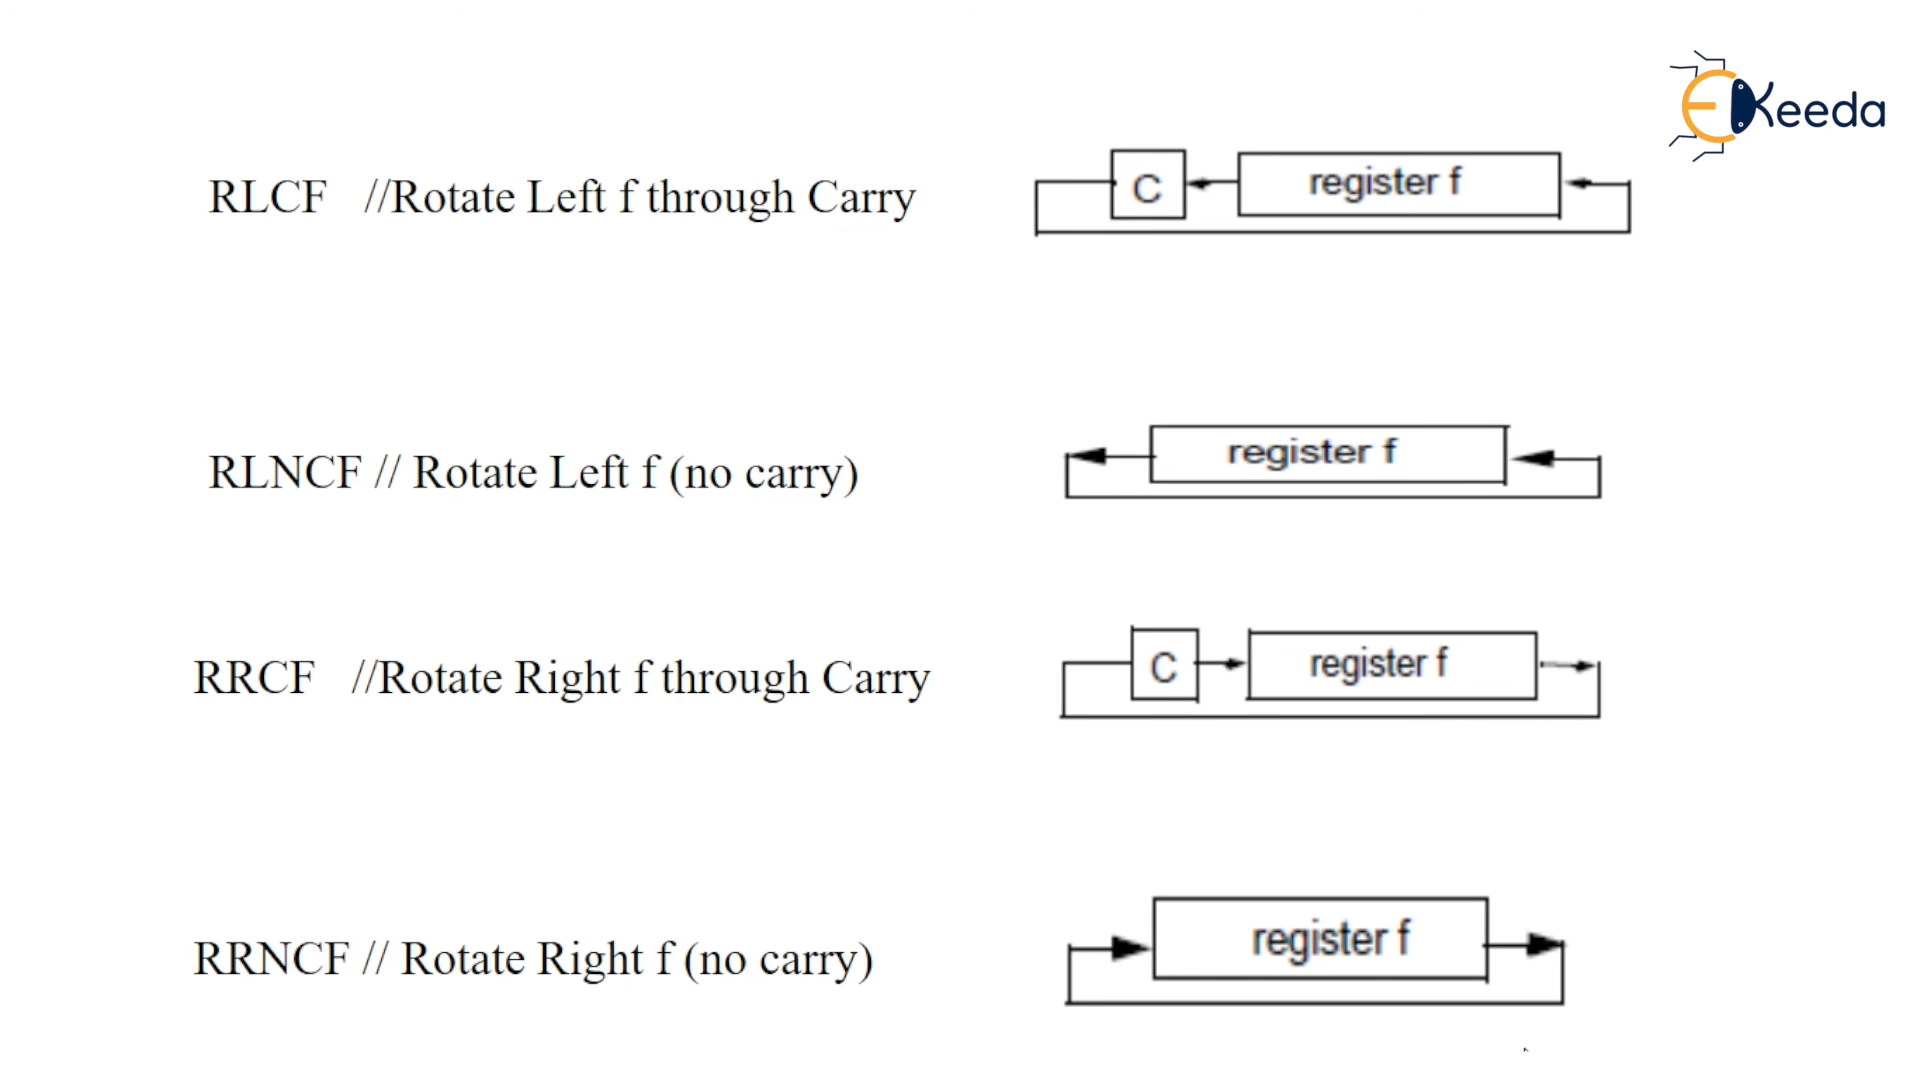 EKeeda
RLCF //Rotate Left f through Carry
C
register f
RLNCF // Rotate Left f (no carry)
register f
RRCF //Rotate Right f through Carry
C
register f
RRNCF // Rotate Right f (no carry)
register f